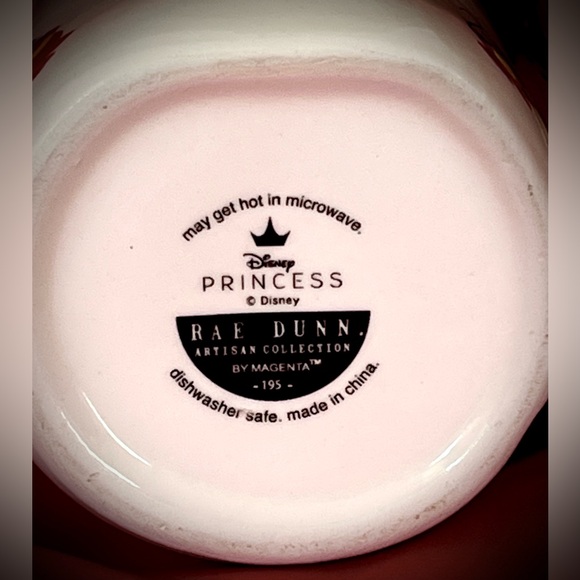 may get hot in microwave.
Disney
PRINCESS
© Disney
RAE DUNN.
ARTISAN COLLECTION
BY MAGENTA™
- 195 -
dishwasher safe. made in china.